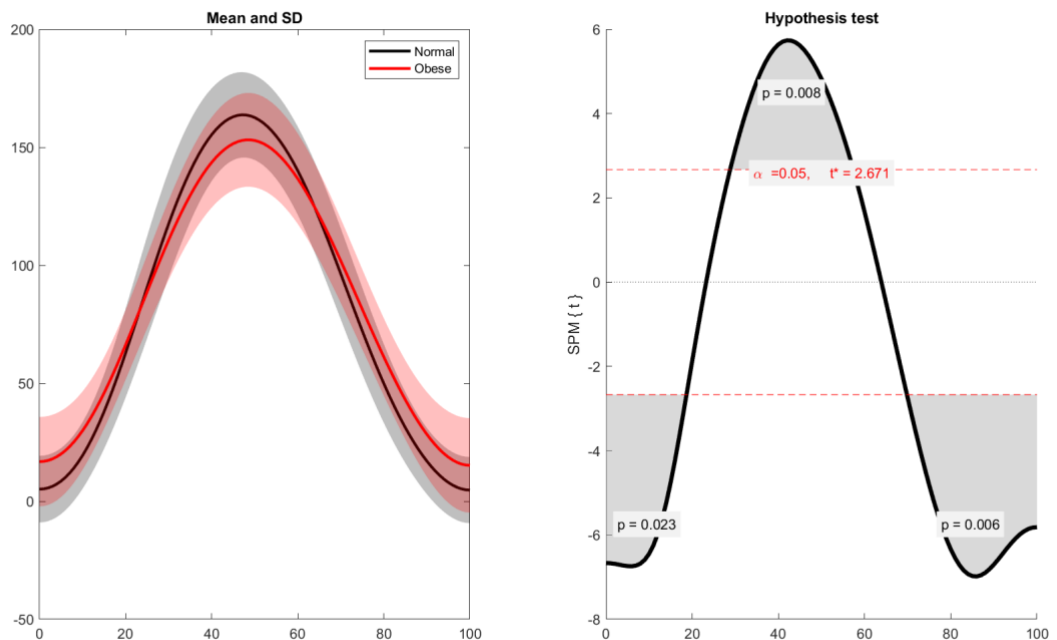 Mean and SD
Normal
Obese
200
150
100
50
0
-50
0 20 40 60 80 100
Hypothesis test
SPM { t }
6
4
2
0
-2
-4
-6
-8
0 20 40 60 80 100
p = 0.008
α =0.05, t* = 2.671
p = 0.023
p = 0.006